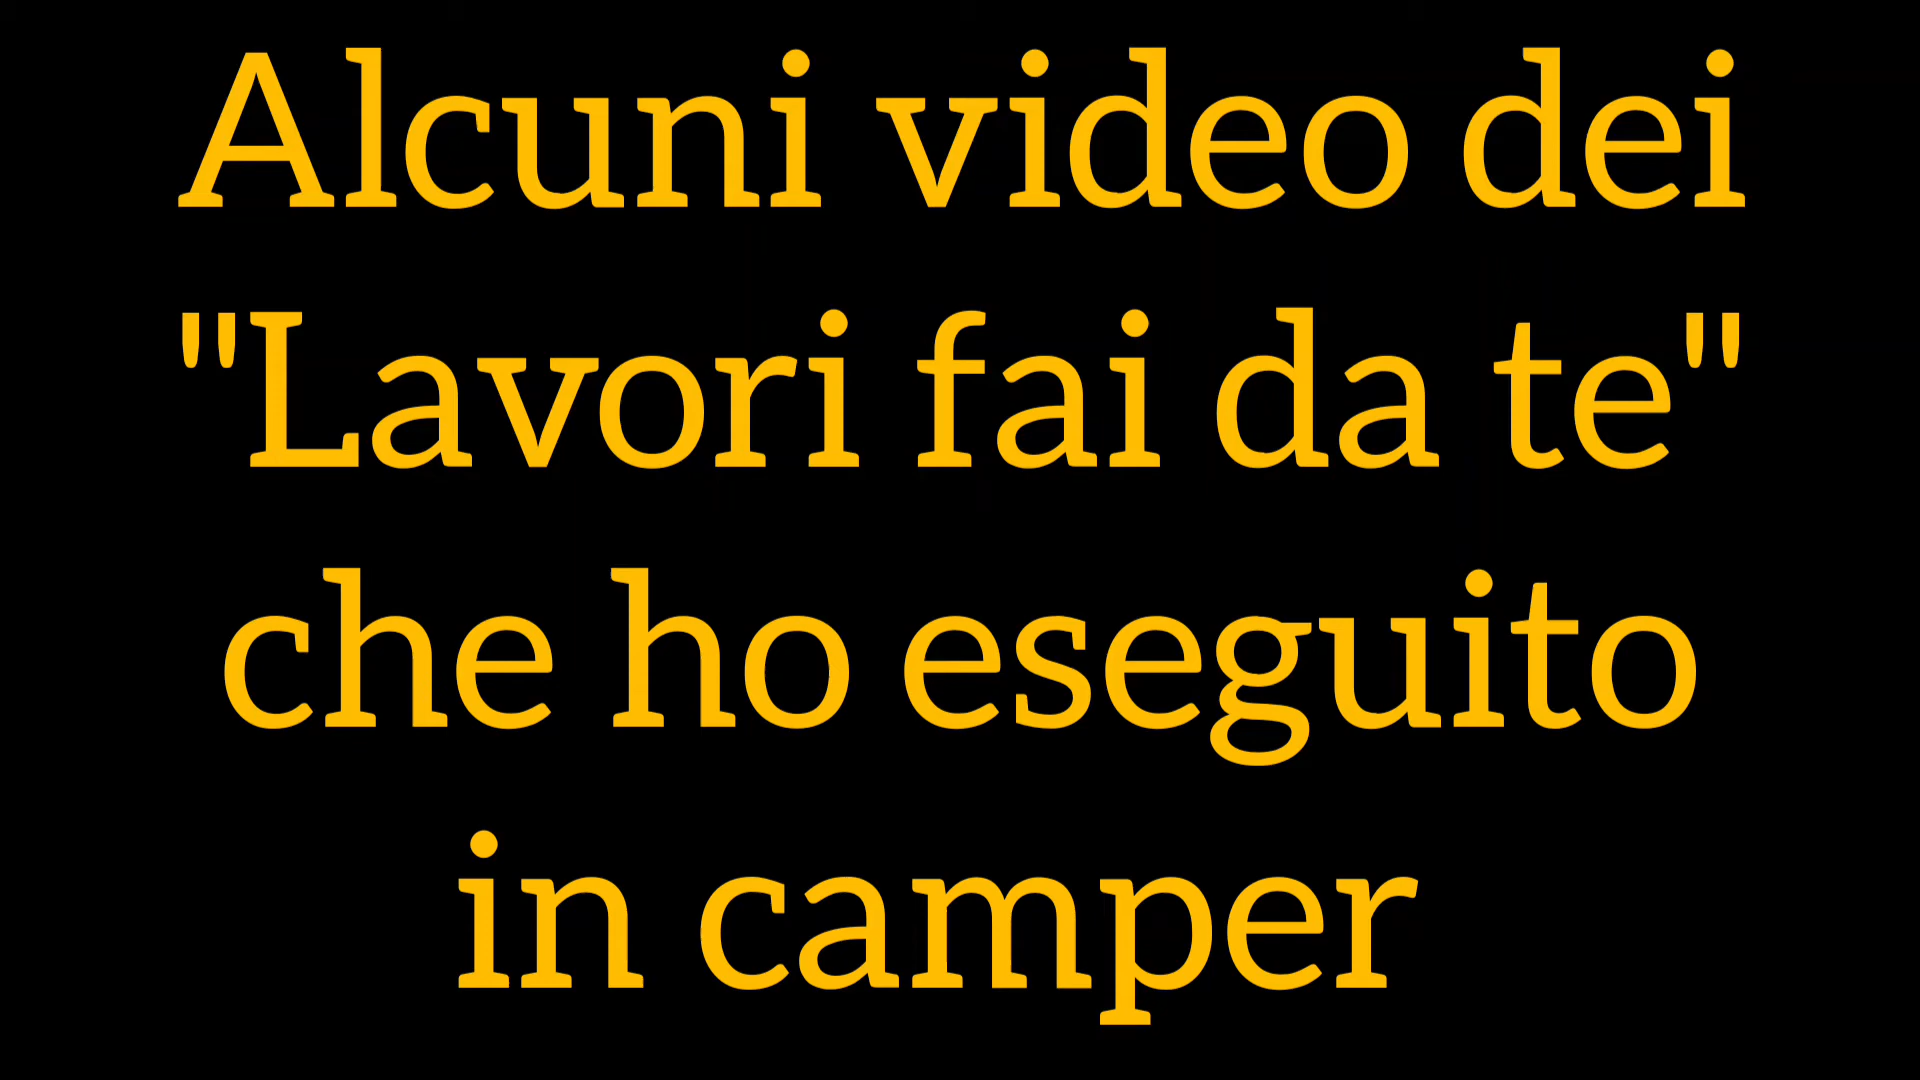 Alcuni video dei
"Lavori fai da te"
che ho eseguito
in camper